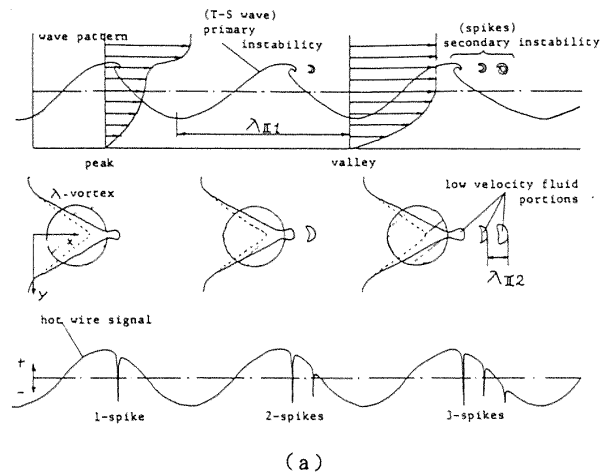 (T-S wave)
primary
instability
wave pattern
(spikes)
secondary instability
λII1
peak
valley
λ-vortex
low velocity fluid
portions
x
y
λII2
hot wire signal
+
-
1-spike
2-spikes
3-spikes
(a)